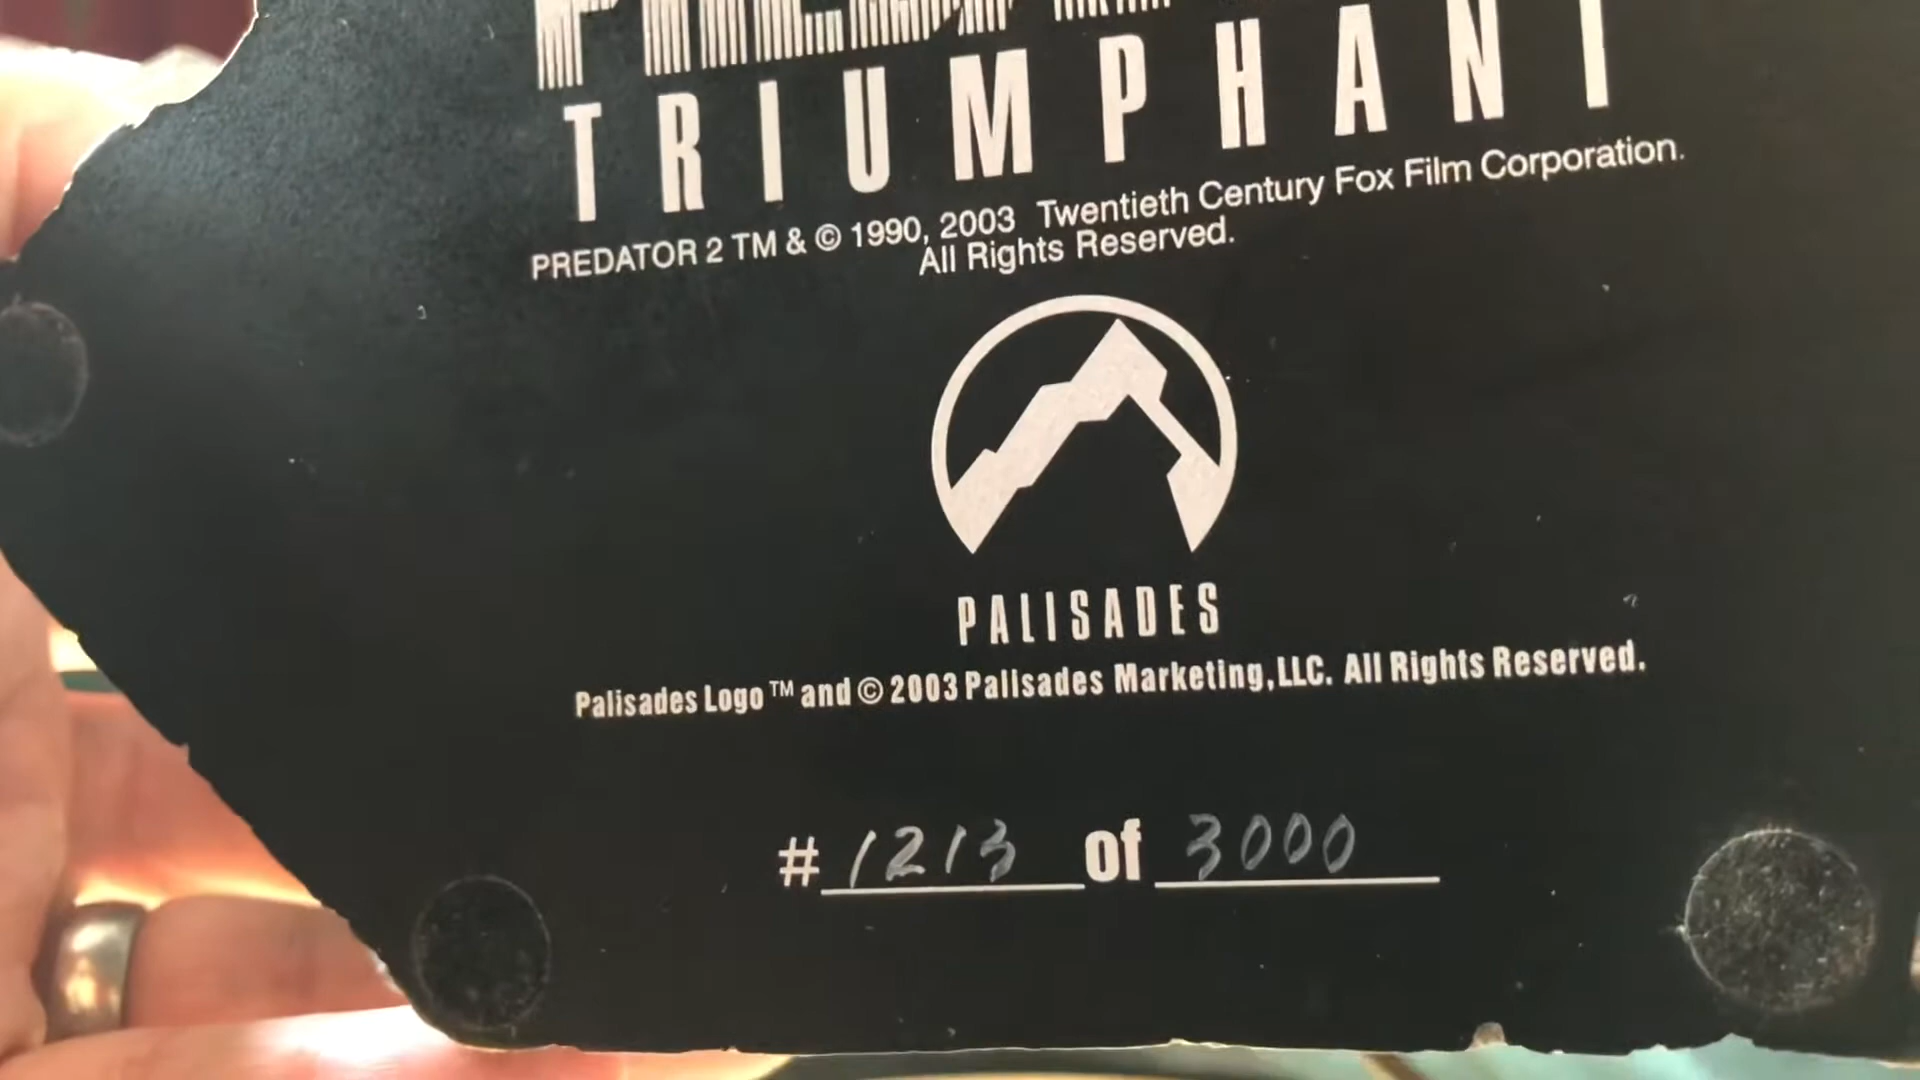 TRIUMPHANT
PREDATOR 2 TM & © 1990, 2003 Twentieth Century Fox Film Corporation.
All Rights Reserved.
PALISADES
Palisades Logo™ and © 2003 Palisades Marketing, LLC. All Rights Reserved.
# 1213 of 3000